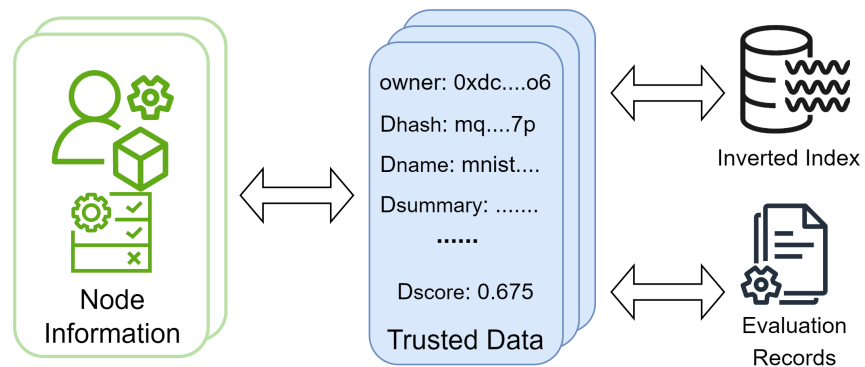 Node
Information
owner: 0xdc....o6
Dhash: mq....7p
Dname: mnist....
Dsummary: .......
......
Dscore: 0.675
Trusted Data
Inverted Index
Evaluation
Records